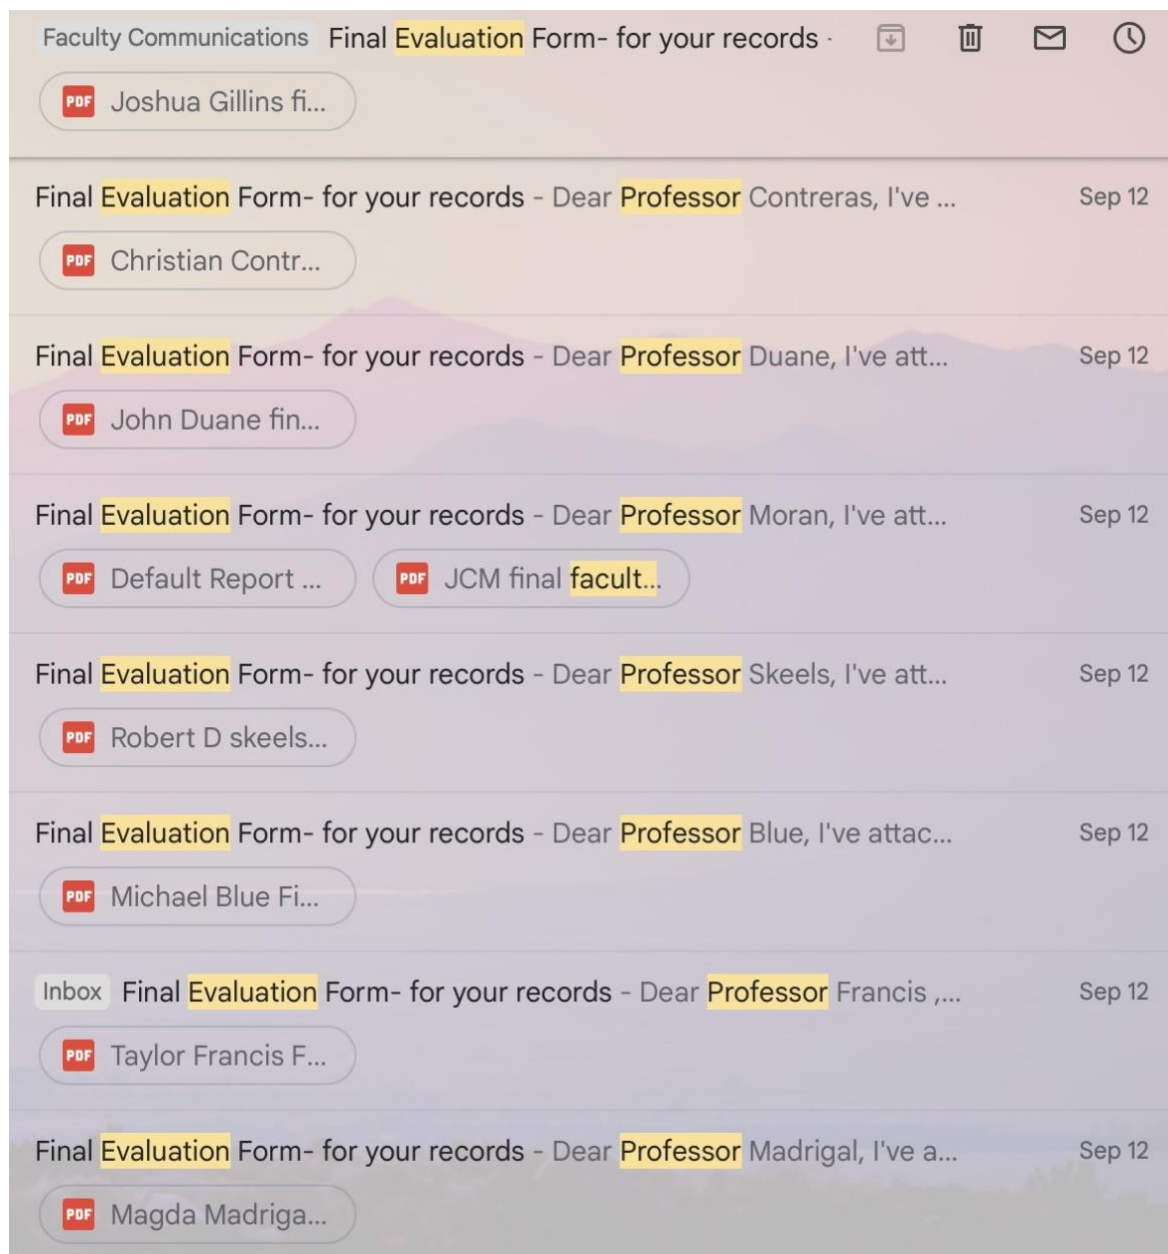 Faculty Communications Final Evaluation Form- for your records -
PDF Joshua Gillins fi...
Final Evaluation Form- for your records - Dear Professor Contreras, I've ... Sep 12
PDF Christian Contr...
Final Evaluation Form- for your records - Dear Professor Duane, I've att... Sep 12
PDF John Duane fin...
Final Evaluation Form- for your records - Dear Professor Moran, I've att... Sep 12
PDF Default Report ... PDF JCM final facult...
Final Evaluation Form- for your records - Dear Professor Skeels, I've att... Sep 12
PDF Robert D skeels...
Final Evaluation Form- for your records - Dear Professor Blue, I've attac... Sep 12
PDF Michael Blue Fi...
Inbox Final Evaluation Form- for your records - Dear Professor Francis ,... Sep 12
PDF Taylor Francis F...
Final Evaluation Form- for your records - Dear Professor Madrigal, I've a... Sep 12
PDF Magda Madriga...